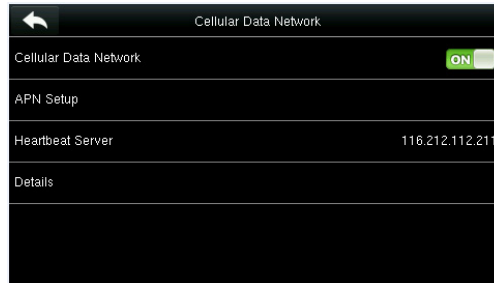 Cellular Data Network
Cellular Data Network ON
APN Setup
Heartbeat Server 116.212.112.211
Details